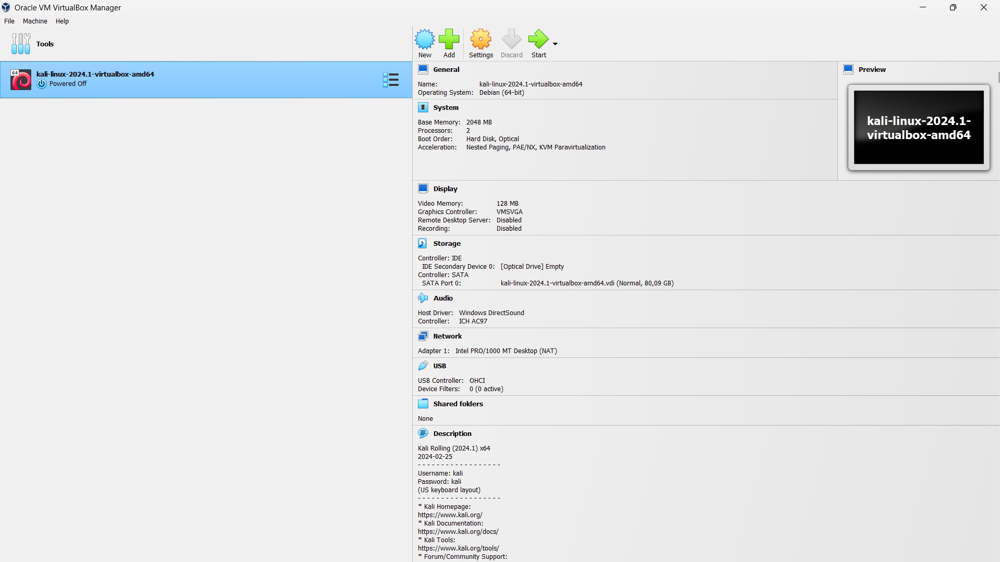 Oracle VM VirtualBox Manager
File Machine Help
Tools
New Add Settings Discard Start
64
kali-linux-2024.1-virtualbox-amd64
Powered Off
General
Name: kali-linux-2024.1-virtualbox-amd64
Operating System: Debian (64-bit)
Preview
kali-linux-2024.1-
virtualbox-amd64
System
Base Memory: 2048 MB
Processors: 2
Boot Order: Hard Disk, Optical
Acceleration: Nested Paging, PAE/NX, KVM Paravirtualization
Display
Video Memory: 128 MB
Graphics Controller: VMSVGA
Remote Desktop Server: Disabled
Recording: Disabled
Storage
Controller: IDE
IDE Secondary Device 0: [Optical Drive] Empty
Controller: SATA
SATA Port 0: kali-linux-2024.1-virtualbox-amd64.vdi (Normal, 80,09 GB)
Audio
Host Driver: Windows DirectSound
Controller: ICH AC97
Network
Adapter 1: Intel PRO/1000 MT Desktop (NAT)
USB
USB Controller: OHCI
Device Filters: 0 (0 active)
Shared folders
None
Description
Kali Rolling (2024.1) x64
2024-02-25
- - - - - - - - - - - - - - - - - -
Username: kali
Password: kali
(US keyboard layout)
- - - - - - - - - - - - - - - - - -
* Kali Homepage:
https://www.kali.org/
* Kali Documentation:
https://www.kali.org/docs/
* Kali Tools:
https://www.kali.org/tools/
* Forum/Community Support: